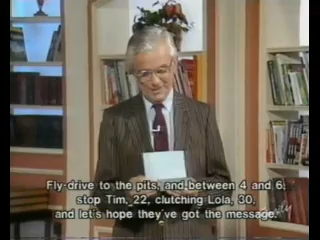 Fly-drive to the pits, and between 4 and 6.
stop Tim, 22, clutching Lola, 30,
and let's hope they've got the message.